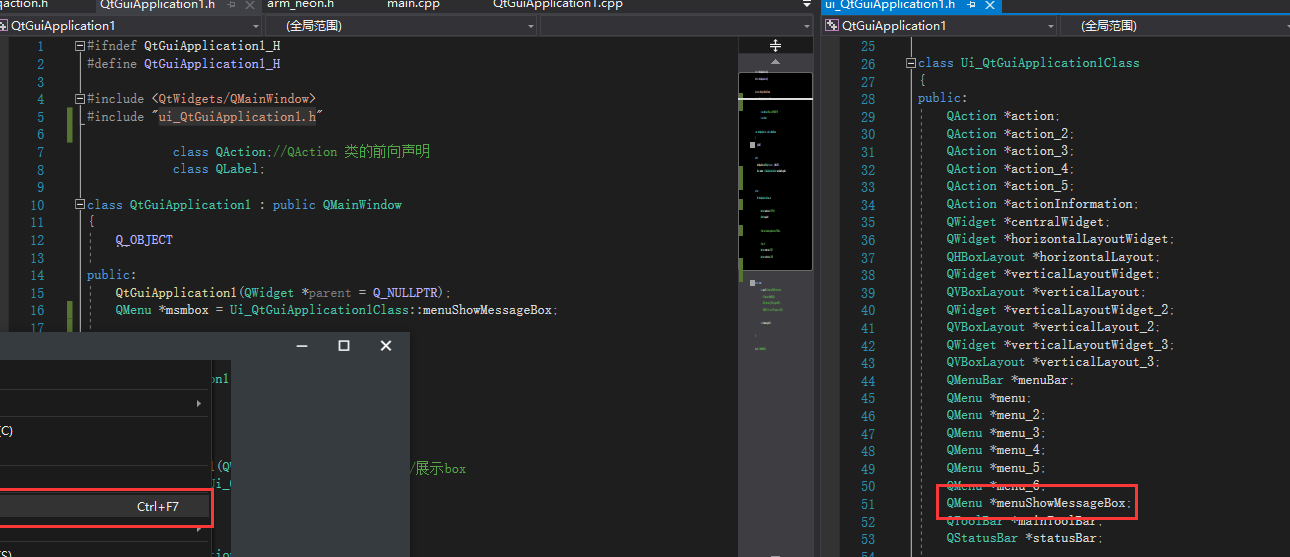 qaction.h QtGuiApplication1.h arm_neon.h main.cpp QtGuiApplication1.cpp
QtGuiApplication1 (全局范围)
1 #ifndef QtGuiApplication1_H
2 #define QtGuiApplication1_H
3
4 #include <QtWidgets/QMainWindow>
5 #include "ui_QtGuiApplication1.h"
6
7 class QAction;//QAction 类的前向声明
8 class QLabel;
9
10 class QtGuiApplication1 : public QMainWindow
11 {
12 Q_OBJECT
13
14 public:
15 QtGuiApplication1(QWidget *parent = Q_NULLPTR);
16 QMenu *msmbox = Ui_QtGuiApplication1Class::menuShowMessageBox;
17
on1
(C)
(Q
/展示box
Ui_
Ctrl+F7
(S)
ction
ui_QtGuiApplication1.h
QtGuiApplication1 (全局范围)
25
26 class Ui_QtGuiApplication1Class
27 {
28 public:
29 QAction *action;
30 QAction *action_2;
31 QAction *action_3;
32 QAction *action_4;
33 QAction *action_5;
34 QAction *actionInformation;
35 QWidget *centralWidget;
36 QWidget *horizontalLayoutWidget;
37 QHBoxLayout *horizontalLayout;
38 QWidget *verticalLayoutWidget;
39 QVBoxLayout *verticalLayout;
40 QWidget *verticalLayoutWidget_2;
41 QVBoxLayout *verticalLayout_2;
42 QWidget *verticalLayoutWidget_3;
43 QVBoxLayout *verticalLayout_3;
44 QMenuBar *menuBar;
45 QMenu *menu;
46 QMenu *menu_2;
47 QMenu *menu_3;
48 QMenu *menu_4;
49 QMenu *menu_5;
50 QMenu *menu_6;
51 QMenu *menuShowMessageBox;
52 QToolBar *mainToolBar;
53 QStatusBar *statusBar;
54